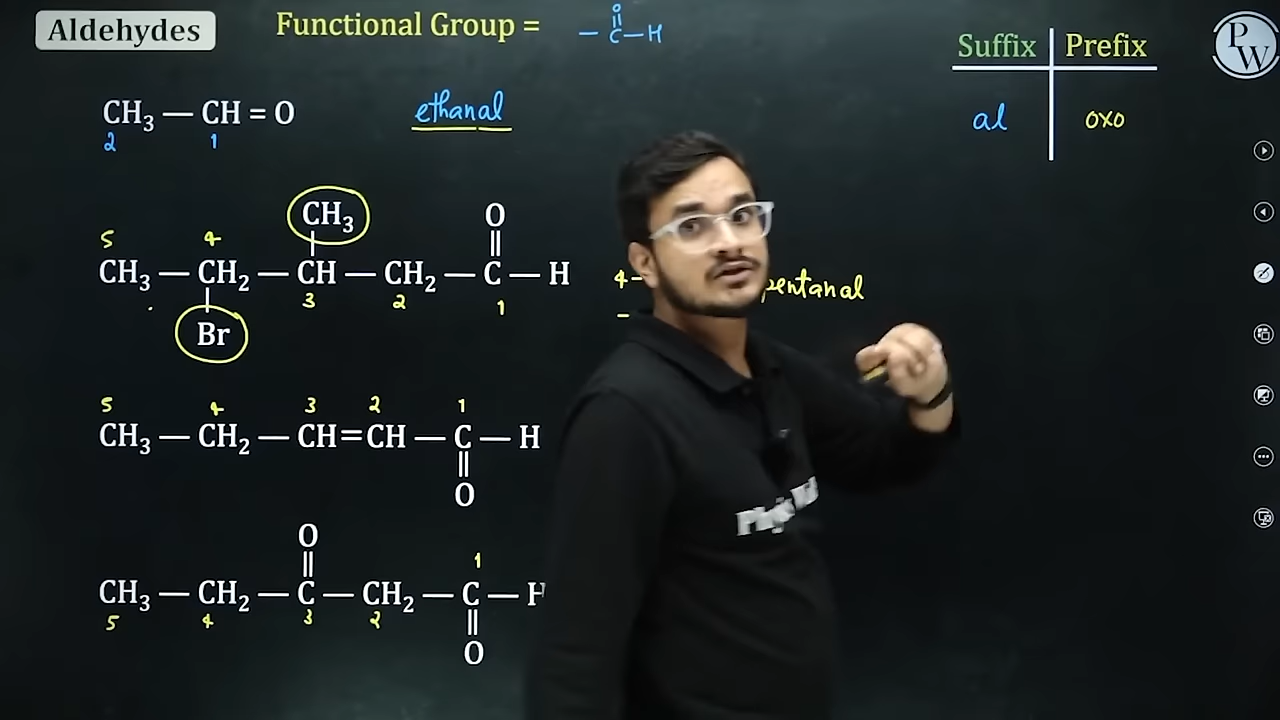 Aldehydes
Functional Group =
O
||
– C – H
Suffix Prefix
al oxo
PW
CH₃ — CH = O
2 1
ethanal
CH₃
5 4
CH₃ — CH₂ — CH — CH₂ — C — H
O
||
3 2 1
Br
4-
pentanal
-
5 4 3 2 1
CH₃ — CH₂ — CH=CH — C — H
||
O
O
||
1
CH₃ — CH₂ — C — CH₂ — C — H
5 4 3 2
||
O